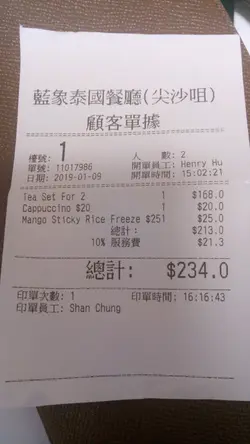 藍象泰國餐廳(尖沙咀)
顧客單據
檯號: 1 人 數: 2
單號: 11017986 開單員工: Henry Hu
日期: 2019-01-09 開單時間: 15:02:21
Tea Set For 2 1 $168.0
Cappuccino $20 1 $20.0
Mango Sticky Rice Freeze $251 $25.0
總計: $213.0
10% 服務費 $21.3
總計: $234.0
印單次數: 1 印單時間: 16:16:43
印單員工: Shan Chung